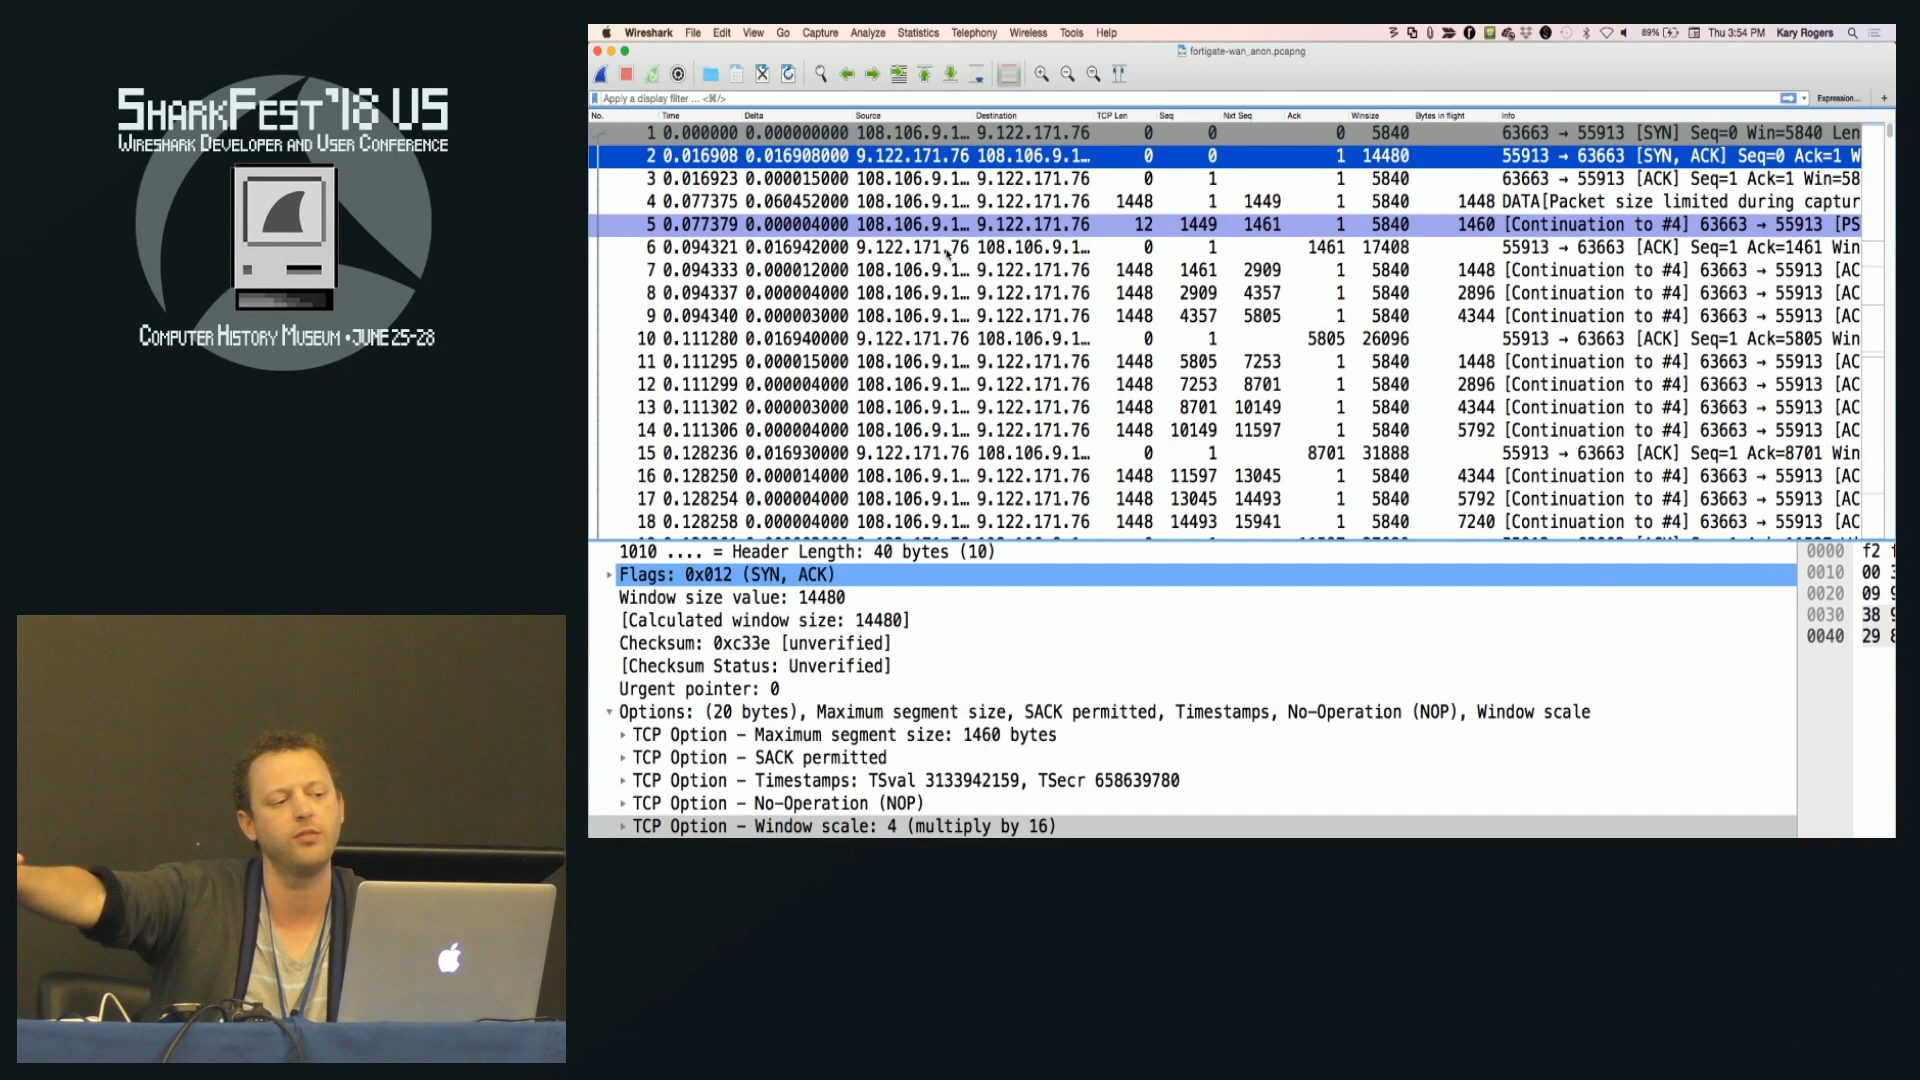 SharkFest '18 US
Wireshark Developer and User Conference
Computer History Museum • June 25-28
Wireshark File Edit View Go Capture Analyze Statistics Telephony Wireless Tools Help 89% Thu 3:54 PM Kary Rogers
fortigate-wan_anon.pcapng
Apply a display filter ... <⌘/> Expression... +
No. Time Delta Source Destination TCP Len Seq Nxt Seq Ack Winsize Bytes in flight Info
1 0.000000 0.000000000 108.106.9.1… 9.122.171.76 0 0 0 5840 63663 → 55913 [SYN] Seq=0 Win=5840 Len
2 0.016908 0.016908000 9.122.171.76 108.106.9.1… 0 0 1 14480 55913 → 63663 [SYN, ACK] Seq=0 Ack=1 W
3 0.016923 0.000015000 108.106.9.1… 9.122.171.76 0 1 1 5840 63663 → 55913 [ACK] Seq=1 Ack=1 Win=58
4 0.077375 0.060452000 108.106.9.1… 9.122.171.76 1448 1 1449 1 5840 1448 DATA[Packet size limited during captur
5 0.077379 0.000004000 108.106.9.1… 9.122.171.76 12 1449 1461 1 5840 1460 [Continuation to #4] 63663 → 55913 [PS
6 0.094321 0.016942000 9.122.171.76 108.106.9.1… 0 1 1461 17408 55913 → 63663 [ACK] Seq=1 Ack=1461 Win
7 0.094333 0.000012000 108.106.9.1… 9.122.171.76 1448 1461 2909 1 5840 1448 [Continuation to #4] 63663 → 55913 [AC
8 0.094337 0.000004000 108.106.9.1… 9.122.171.76 1448 2909 4357 1 5840 2896 [Continuation to #4] 63663 → 55913 [AC
9 0.094340 0.000003000 108.106.9.1… 9.122.171.76 1448 4357 5805 1 5840 4344 [Continuation to #4] 63663 → 55913 [AC
10 0.111280 0.016940000 9.122.171.76 108.106.9.1… 0 1 5805 26096 55913 → 63663 [ACK] Seq=1 Ack=5805 Win
11 0.111295 0.000015000 108.106.9.1… 9.122.171.76 1448 5805 7253 1 5840 1448 [Continuation to #4] 63663 → 55913 [AC
12 0.111299 0.000004000 108.106.9.1… 9.122.171.76 1448 7253 8701 1 5840 2896 [Continuation to #4] 63663 → 55913 [AC
13 0.111302 0.000003000 108.106.9.1… 9.122.171.76 1448 8701 10149 1 5840 4344 [Continuation to #4] 63663 → 55913 [AC
14 0.111306 0.000004000 108.106.9.1… 9.122.171.76 1448 10149 11597 1 5840 5792 [Continuation to #4] 63663 → 55913 [AC
15 0.128236 0.016930000 9.122.171.76 108.106.9.1… 0 1 8701 31888 55913 → 63663 [ACK] Seq=1 Ack=8701 Win
16 0.128250 0.000014000 108.106.9.1… 9.122.171.76 1448 11597 13045 1 5840 4344 [Continuation to #4] 63663 → 55913 [AC
17 0.128254 0.000004000 108.106.9.1… 9.122.171.76 1448 13045 14493 1 5840 5792 [Continuation to #4] 63663 → 55913 [AC
18 0.128258 0.000004000 108.106.9.1… 9.122.171.76 1448 14493 15941 1 5840 7240 [Continuation to #4] 63663 → 55913 [AC
1010 .... = Header Length: 40 bytes (10)
Flags: 0x012 (SYN, ACK)
Window size value: 14480
[Calculated window size: 14480]
Checksum: 0xc33e [unverified]
[Checksum Status: Unverified]
Urgent pointer: 0
Options: (20 bytes), Maximum segment size, SACK permitted, Timestamps, No-Operation (NOP), Window scale
TCP Option – Maximum segment size: 1460 bytes
TCP Option – SACK permitted
TCP Option – Timestamps: TSval 3133942159, TSecr 658639780
TCP Option – No-Operation (NOP)
TCP Option – Window scale: 4 (multiply by 16)
0000 f2
0010 00
0020 09
0030 38
0040 29